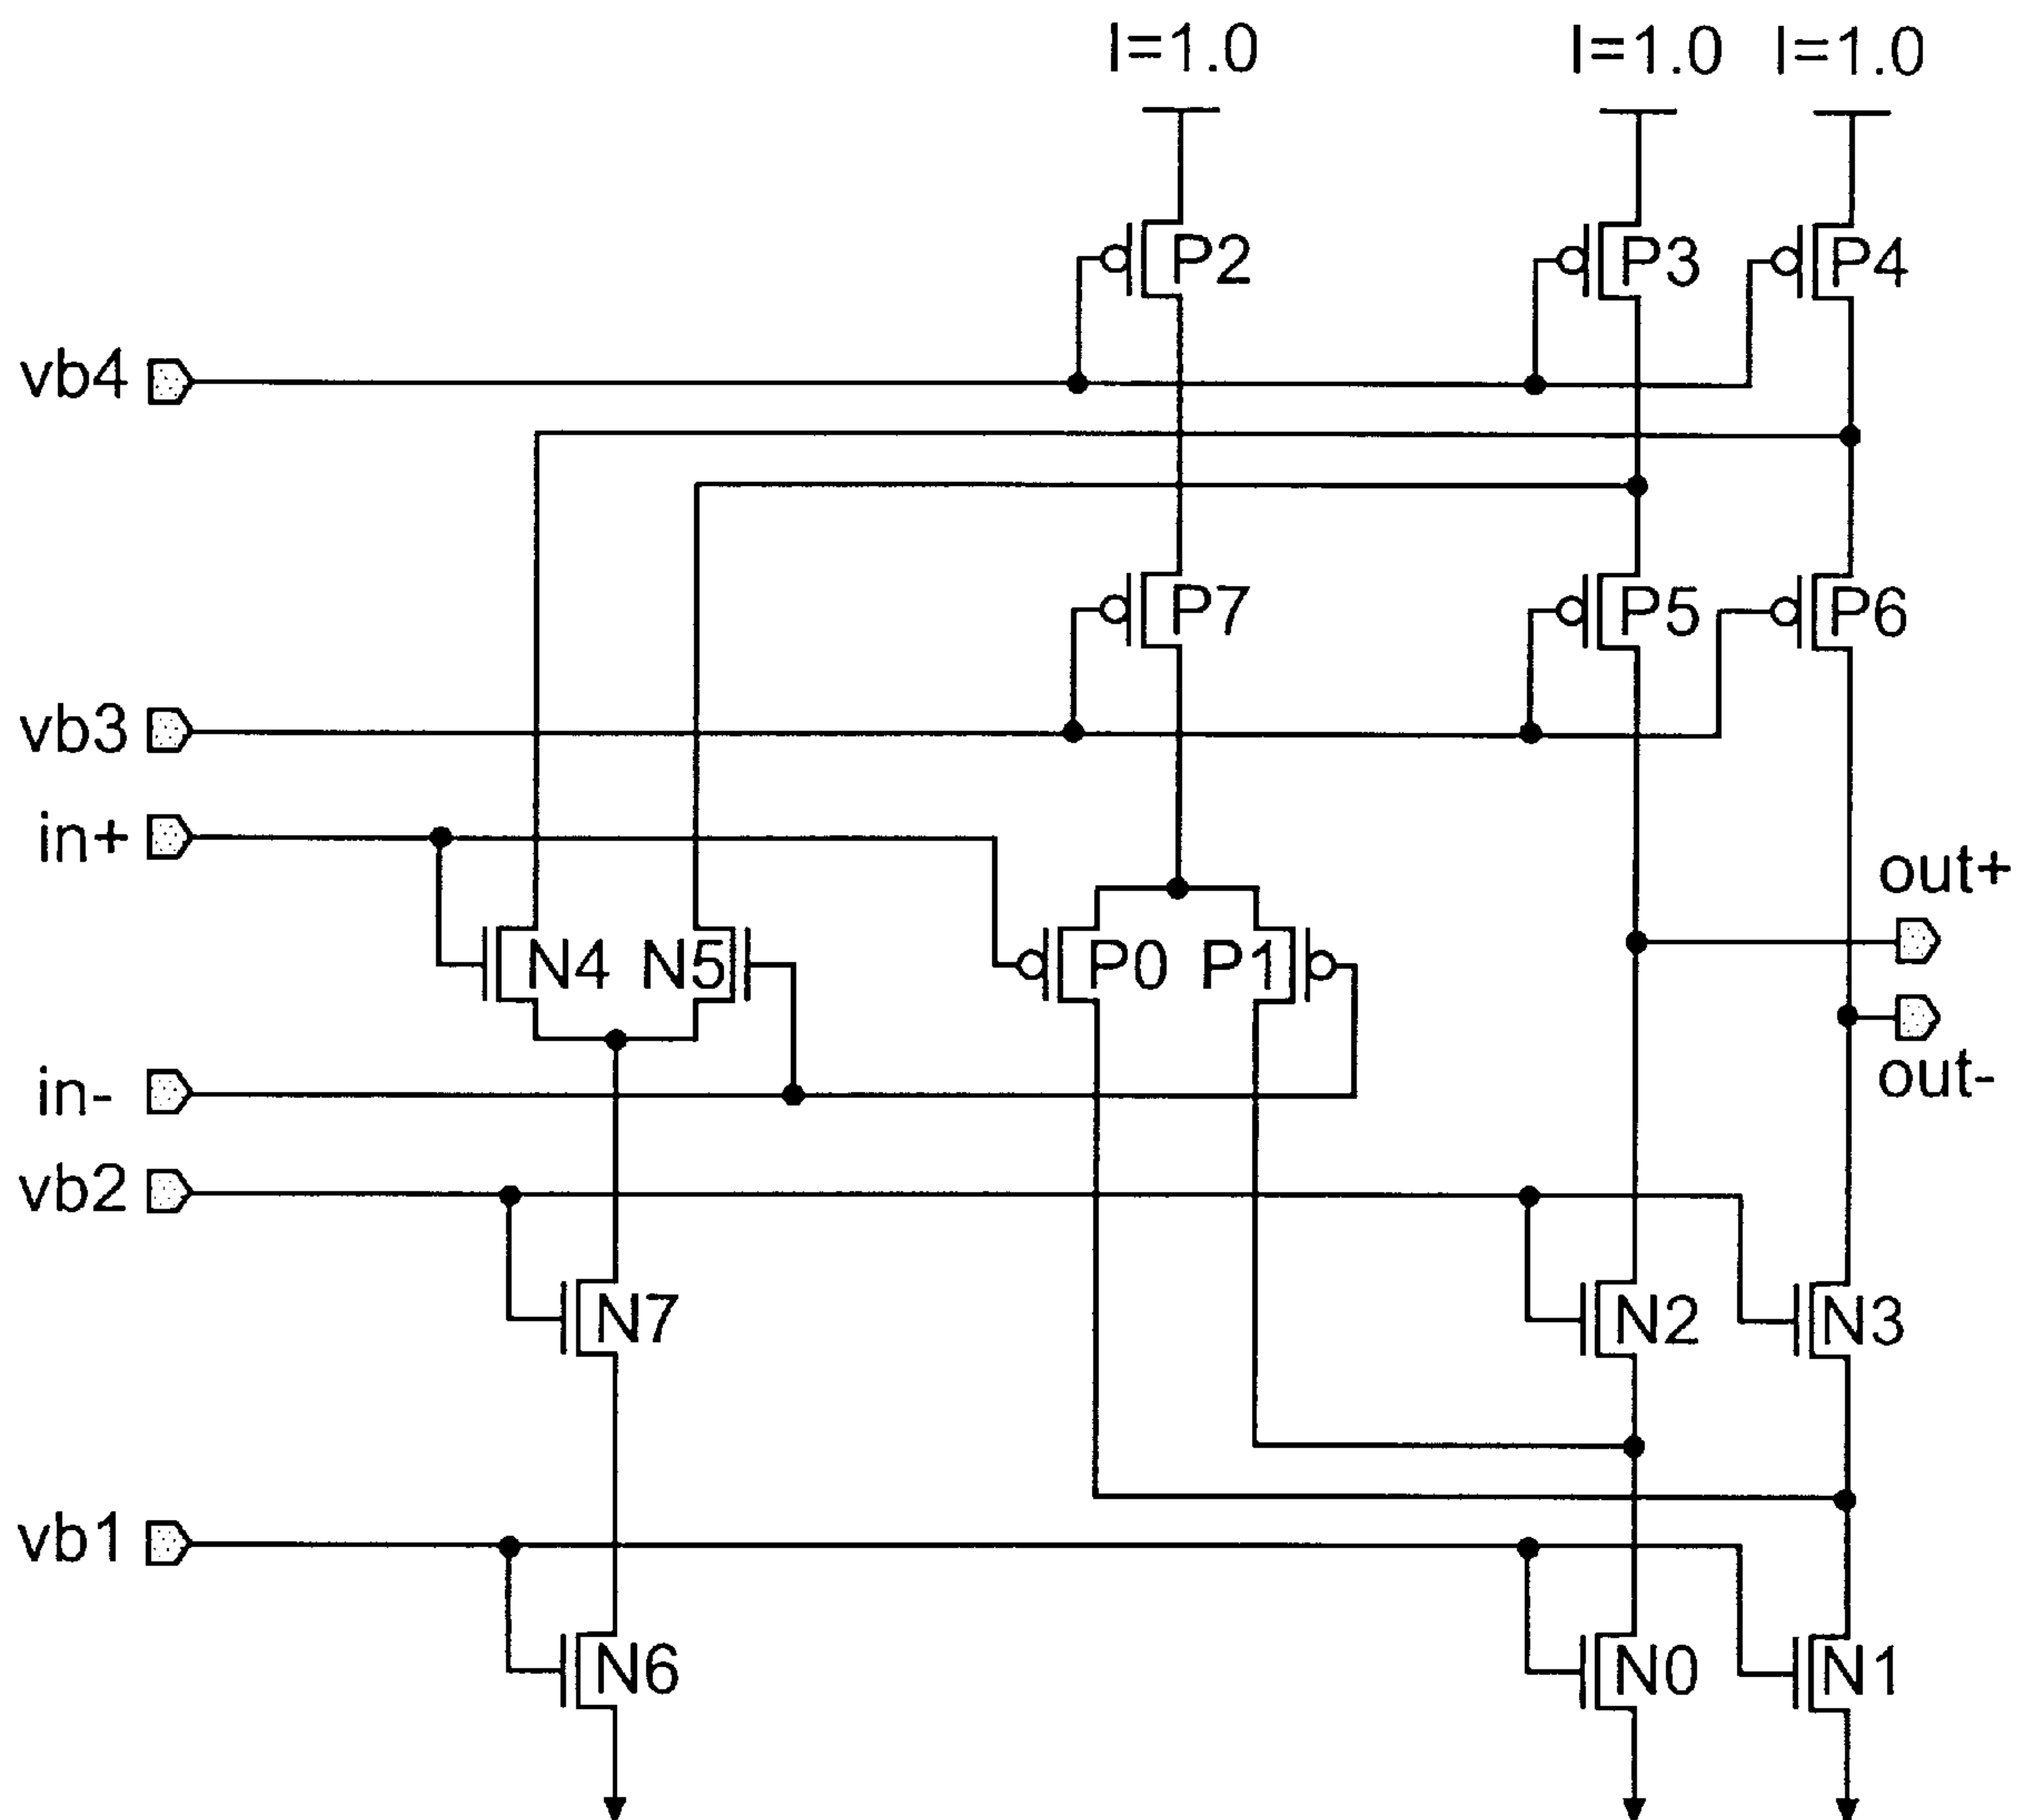 I=1.0 I=1.0 I=1.0
P2 P3 P4
vb4
P7 P5 P6
vb3
in+
out+
N4 N5 P0 P1
out-
in-
vb2
N7 N2 N3
vb1
N6 N0 N1